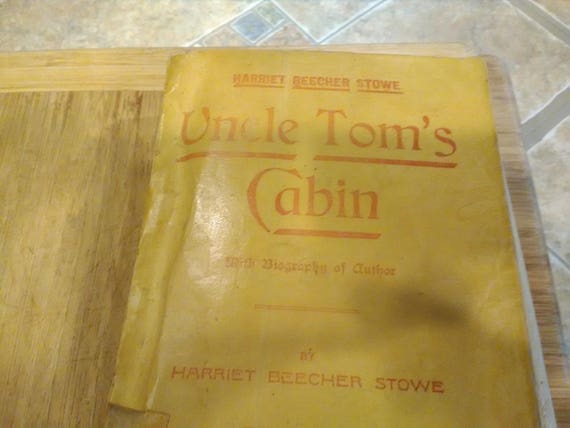 HARRIET BEECHER STOWE.
Uncle Tom's
Cabin
With Biography of Author
BY
HARRIET BEECHER STOWE